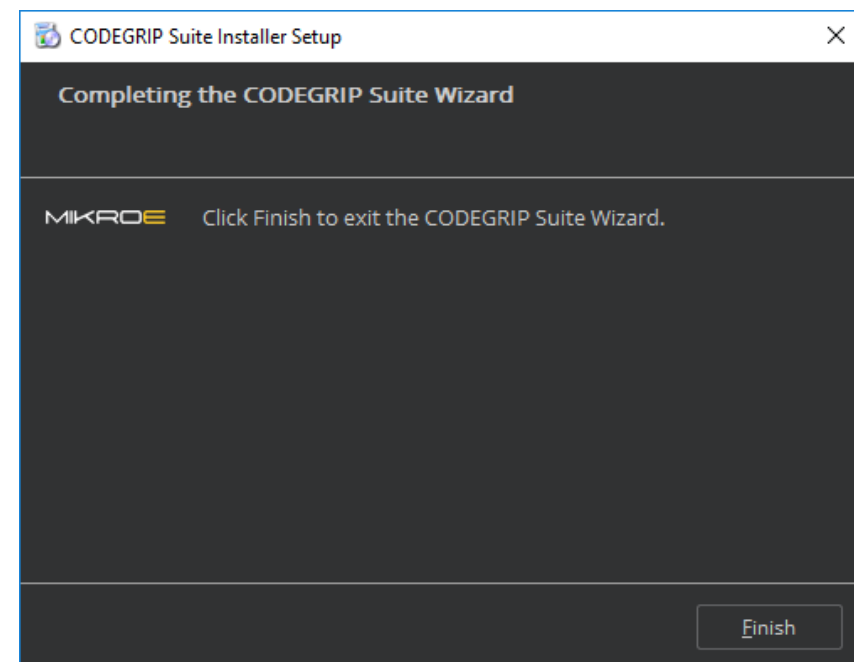 CODEGRIP Suite Installer Setup
Completing the CODEGRIP Suite Wizard
MIKROE Click Finish to exit the CODEGRIP Suite Wizard.
Finish